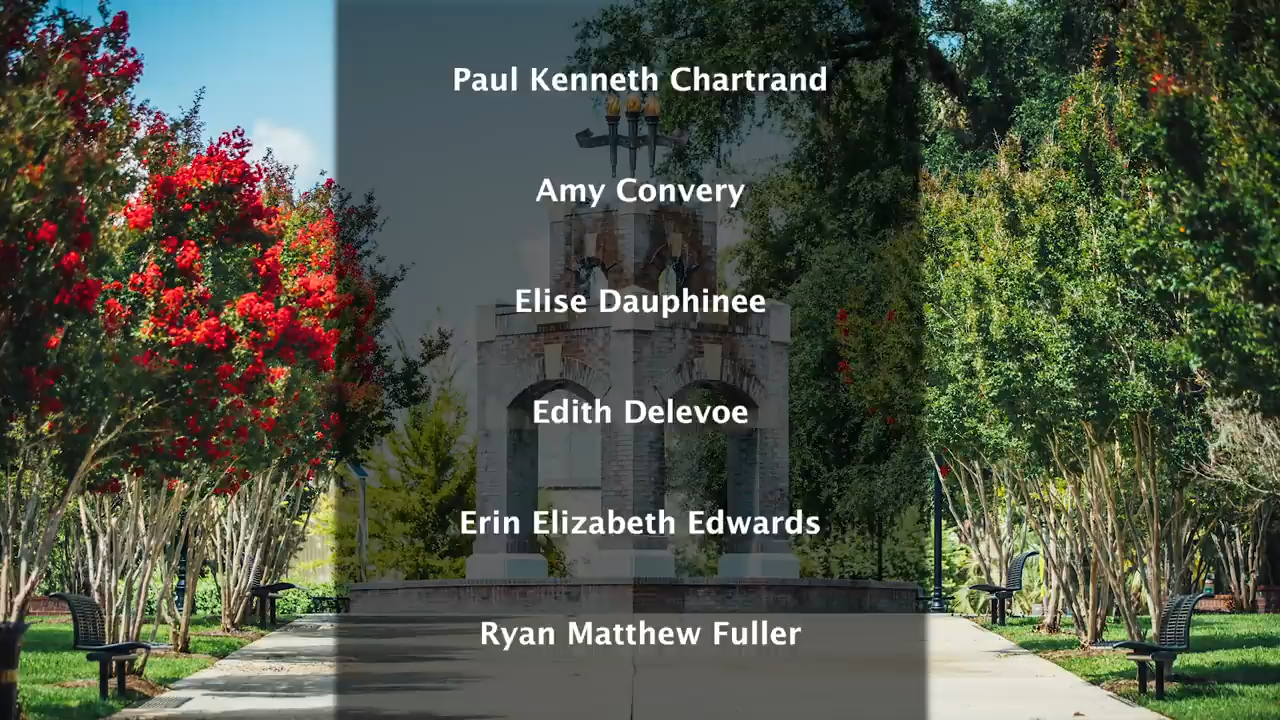 Paul Kenneth Chartrand
Amy Convery
Elise Dauphinee
Edith Delevoe
Erin Elizabeth Edwards
Ryan Matthew Fuller